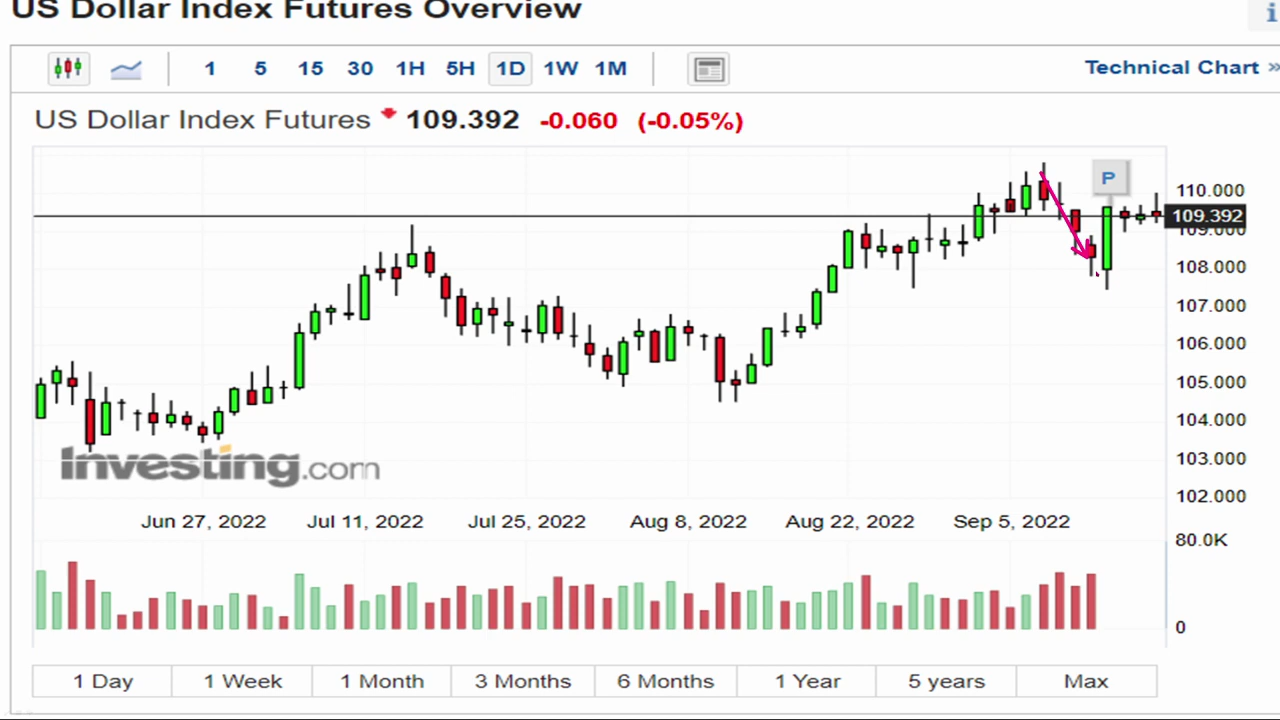 US Dollar Index Futures Overview
i
1 5 15 30 1H 5H 1D 1W 1M Technical Chart »
US Dollar Index Futures 109.392 -0.060 (-0.05%)
P
110.000
109.392
109.000
108.000
107.000
106.000
105.000
104.000
103.000
102.000
Investing.com
Jun 27, 2022 Jul 11, 2022 Jul 25, 2022 Aug 8, 2022 Aug 22, 2022 Sep 5, 2022
80.0K
0
1 Day 1 Week 1 Month 3 Months 6 Months 1 Year 5 years Max